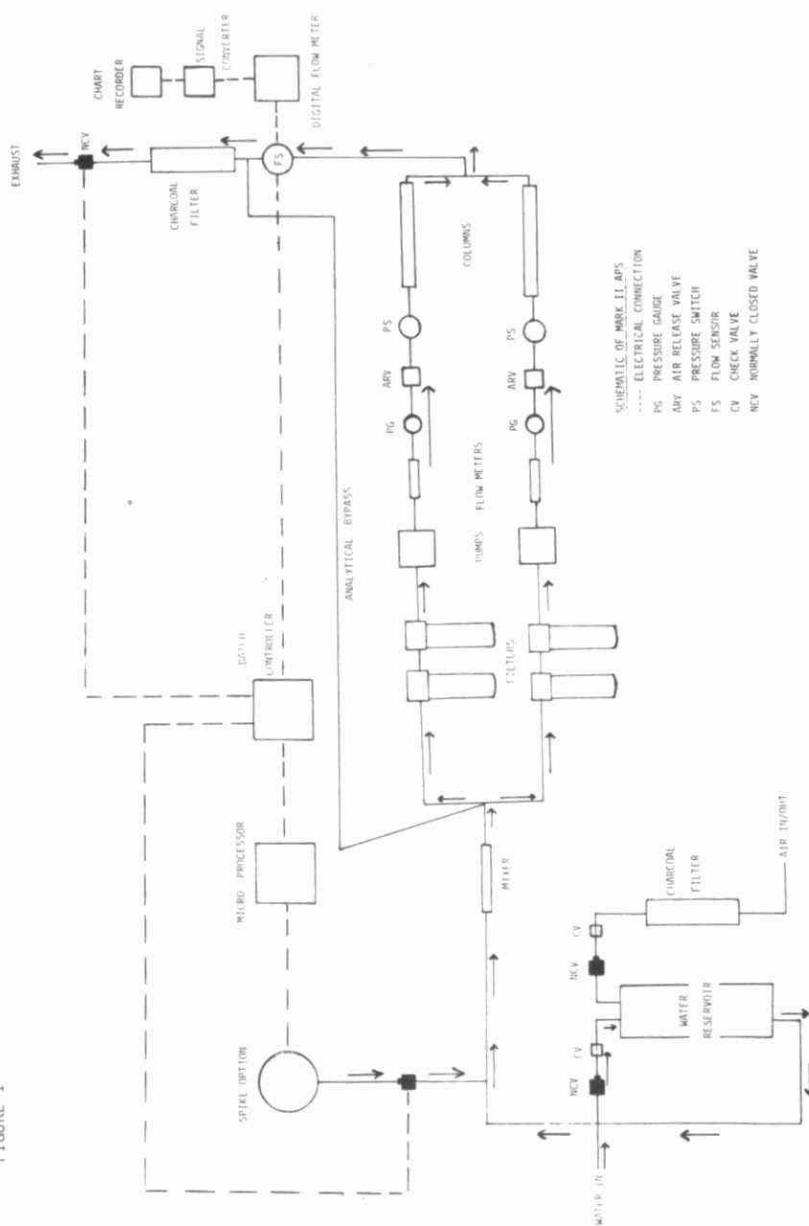 FIGURE 1
EXHAUST
NCV
CHARCOAL
FILTER
CHART
RECORDER
SIGNAL
CONVERTER
DIGITAL FLOW METER
FS
BATCH
CONTROLLER
MICRO PROCESSOR
SPIKE OPTION
ANALYTICAL BYPASS
MIXER
FILTERS
PUMPS
FLOW METERS
PG
ARV
PS
COLUMNS
PG
ARV
PS
WATER IN
NCV
CV
WATER
RESERVOIR
NCV
CV
CHARCOAL
FILTER
AIR IN/OUT
SCHEMATIC OF MARK II APS
---- ELECTRICAL CONNECTION
PG PRESSURE GAUGE
ARV AIR RELEASE VALVE
PS PRESSURE SWITCH
FS FLOW SENSOR
CV CHECK VALVE
NCV NORMALLY CLOSED VALVE